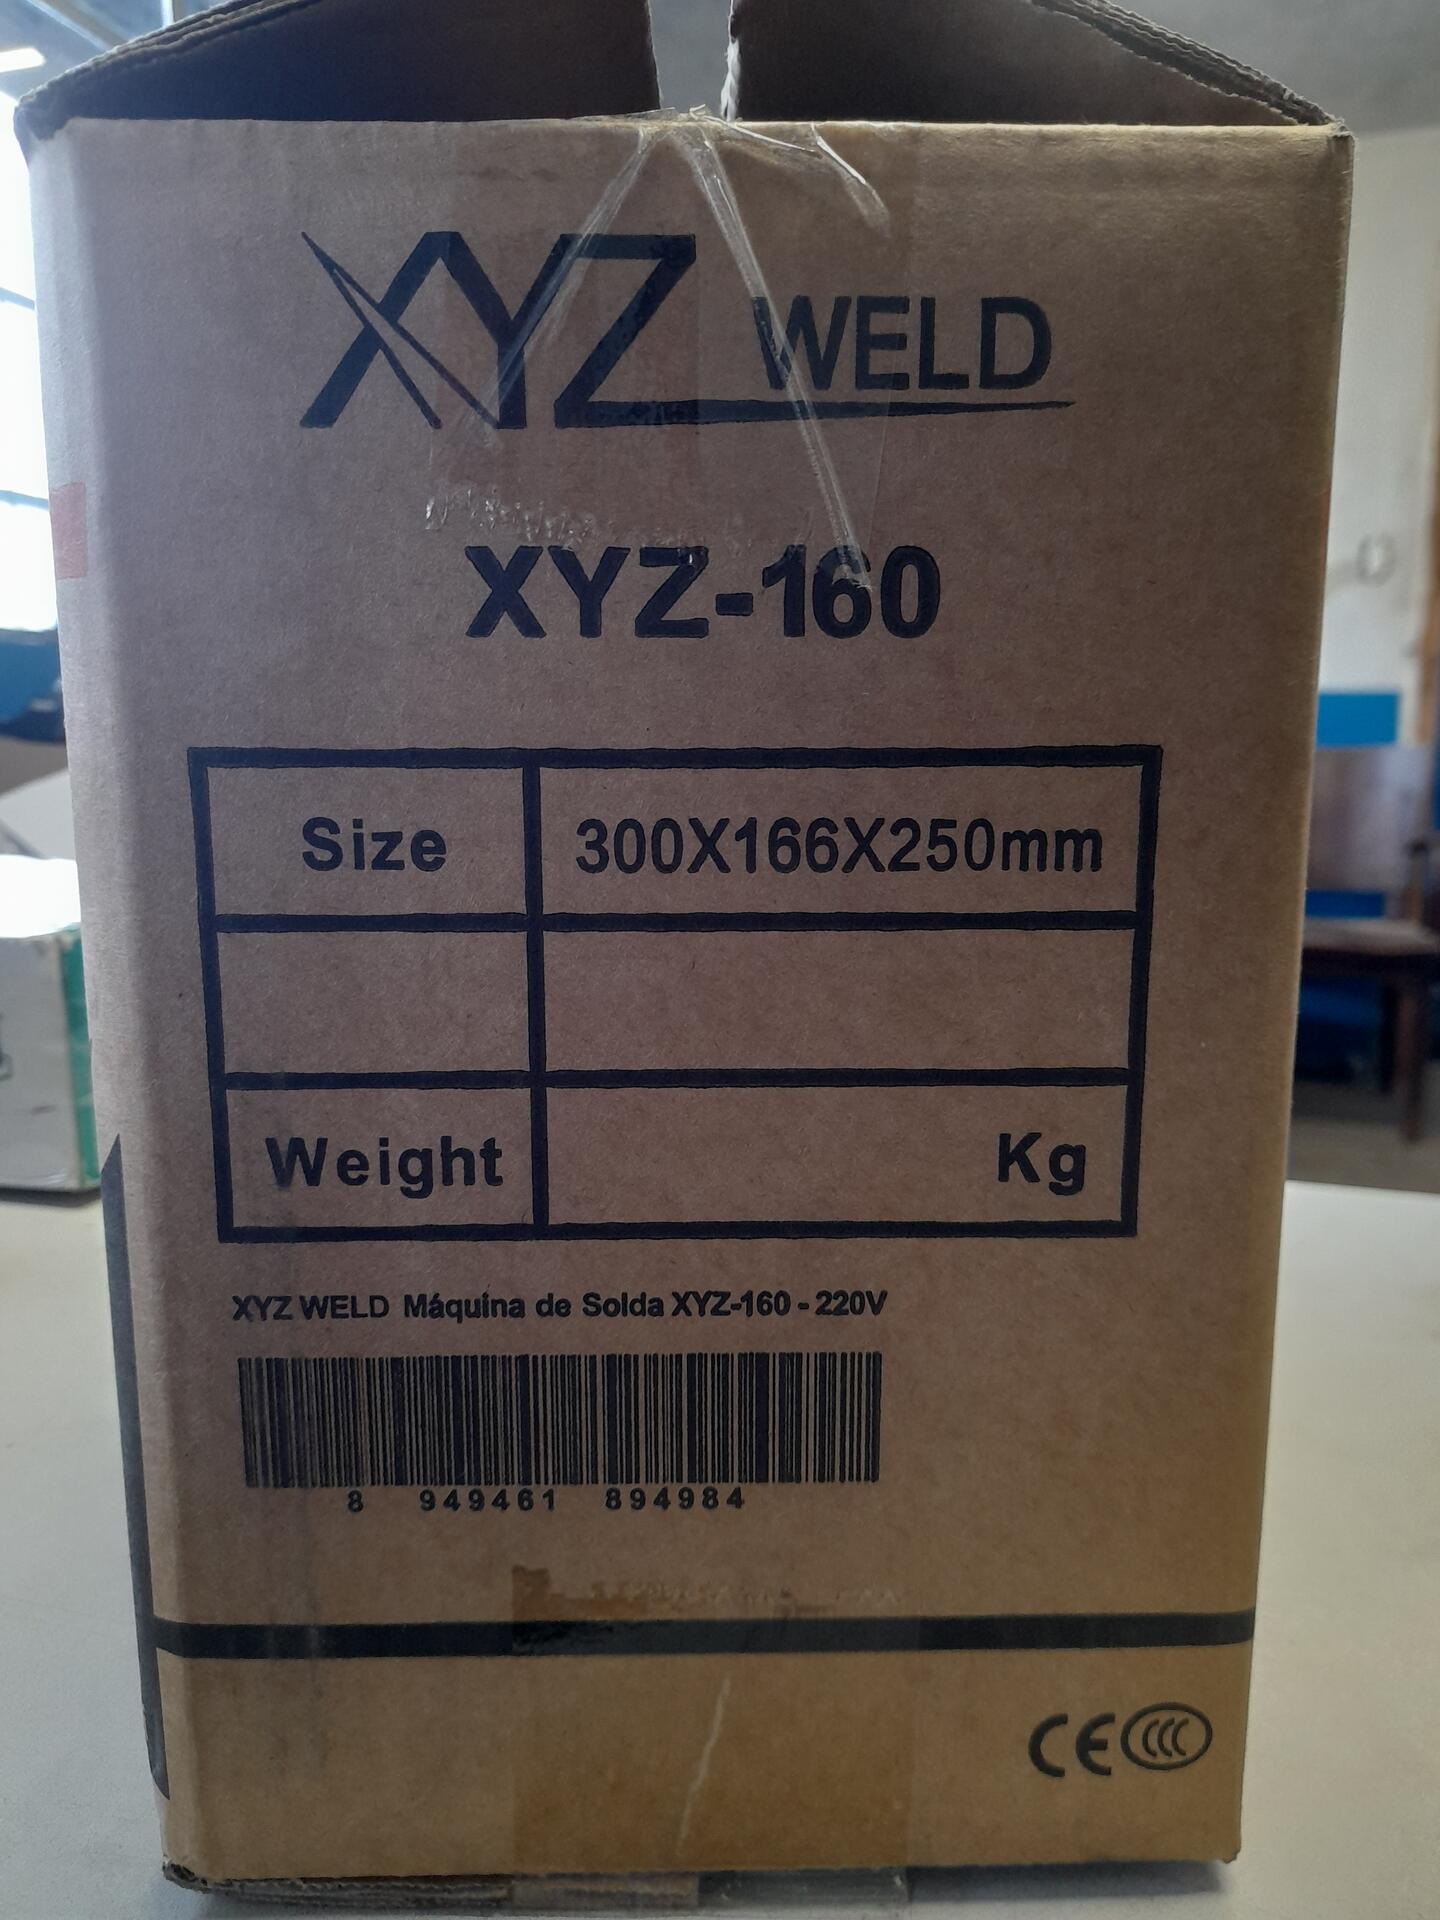 XYZ WELD
XYZ-160
Size 300X166X250mm
Weight Kg
XYZ WELD Máquina de Solda XYZ-160 - 220V
8 949461 894984
CE CCC